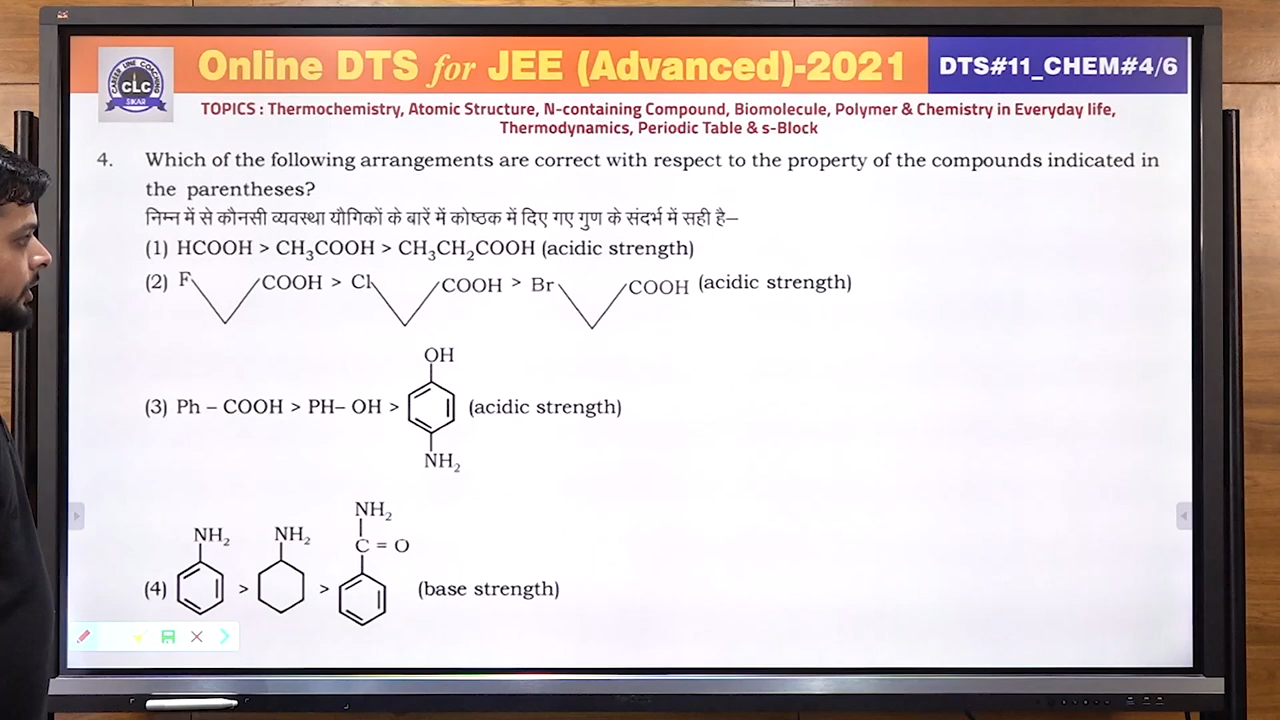 CAREER LINE COACHING
CLC
SIKAR
Online DTS for JEE (Advanced)-2021
DTS#11_CHEM#4/6
TOPICS : Thermochemistry, Atomic Structure, N-containing Compound, Biomolecule, Polymer & Chemistry in Everyday life,
Thermodynamics, Periodic Table & s-Block
4. Which of the following arrangements are correct with respect to the property of the compounds indicated in
the parentheses?
निम्न में से कौनसी व्यवस्था यौगिकों के बारें में कोष्ठक में दिए गए गुण के संदर्भ में सही है–
(1) HCOOH > CH₃COOH > CH₃CH₂COOH (acidic strength)
(2) F COOH > Cl COOH > Br COOH (acidic strength)
OH
(3) Ph – COOH > PH– OH > (acidic strength)
NH₂
NH₂
NH₂ NH₂ C = O
(4) > > (base strength)